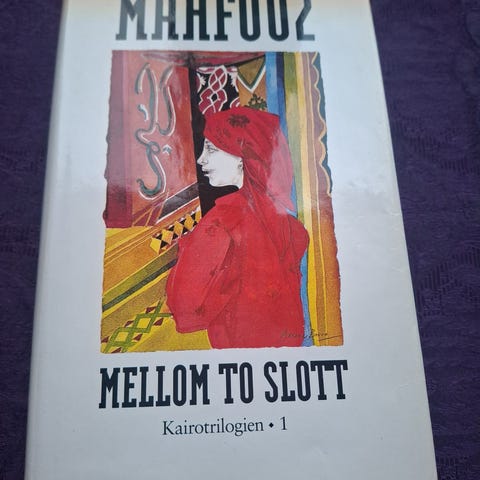 MAHFOUZ
MELLOM TO SLOTT
Kairotrilogien • 1